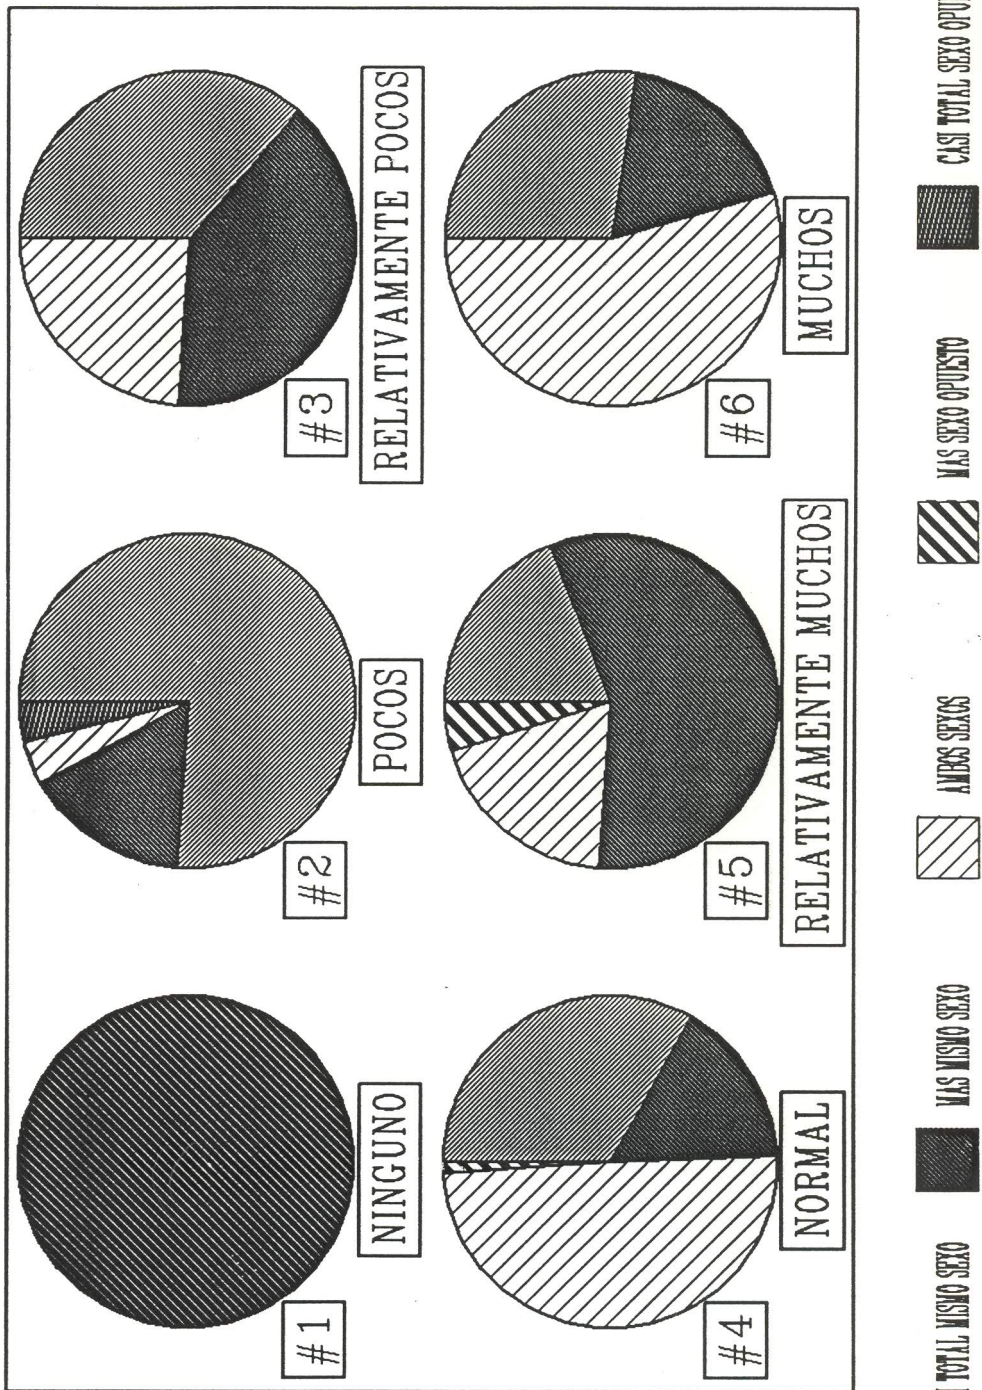 #1
NINGUNO
#2
POCOS
#3
RELATIVAMENTE POCOS
#4
NORMAL
#5
RELATIVAMENTE MUCHOS
#6
MUCHOS
TOTAL MISMO SEXO
MAS MISMO SEXO
AMBOS SEXOS
MAS SEXO OPUESTO
CASI TOTAL SEXO